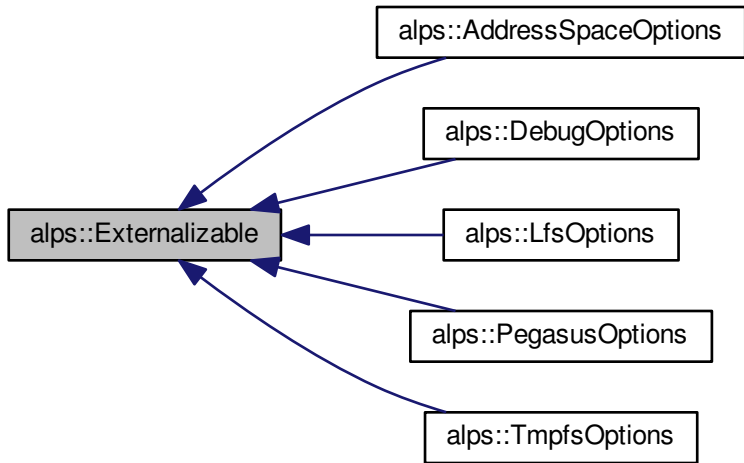 alps::AddressSpaceOptions
alps::DebugOptions
alps::Externalizable
alps::LfsOptions
alps::PegasusOptions
alps::TmpfsOptions